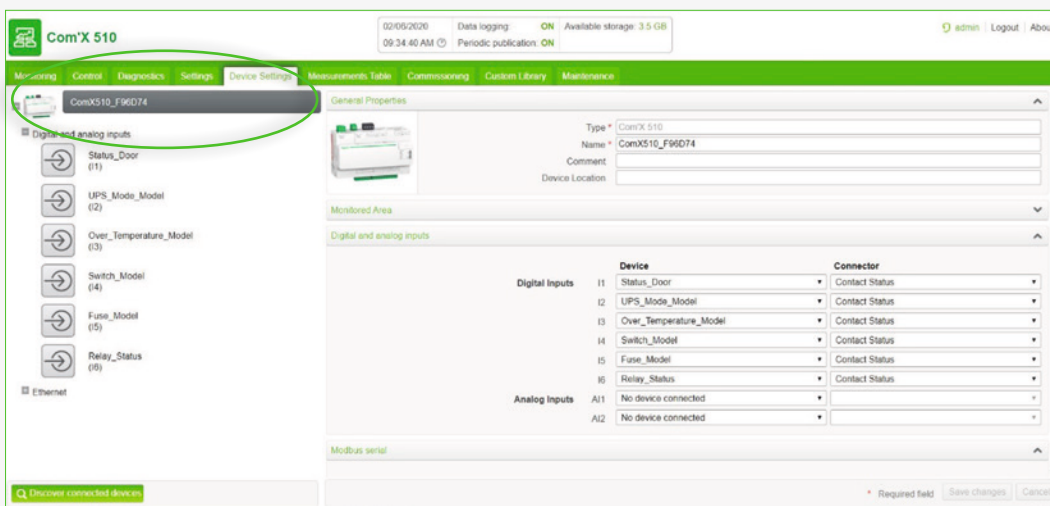 Com'X 510
02/06/2020 Data logging: ON Available storage: 3.5 GB
09:34:40 AM Periodic publication: ON
admin Logout Abou
Monitoring Control Diagnostics Settings Device Settings Measurements Table Commissioning Custom Library Maintenance
ComX510_F96D74
Digital and analog inputs
Status_Door
(I1)
UPS_Mode_Model
(I2)
Over_Temperature_Model
(I3)
Switch_Model
(I4)
Fuse_Model
(I5)
Relay_Status
(I6)
Ethernet
Discover connected devices
General Properties
Type * Com'X 510
Name * ComX510_F96D74
Comment
Device Location
Monitored Area
Digital and analog inputs
Device Connector
Digital Inputs I1 Status_Door Contact Status
I2 UPS_Mode_Model Contact Status
I3 Over_Temperature_Model Contact Status
I4 Switch_Model Contact Status
I5 Fuse_Model Contact Status
I6 Relay_Status Contact Status
Analog Inputs AI1 No device connected
AI2 No device connected
Modbus serial
* Required field Save changes Cancel